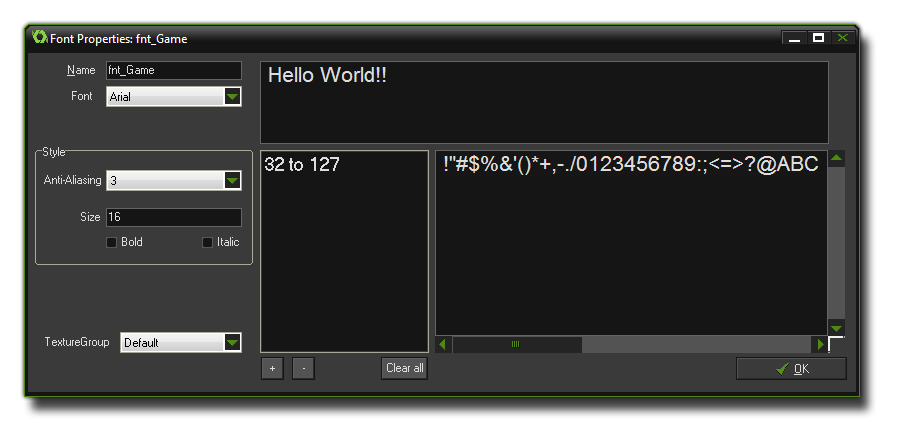 Font Properties: fnt_Game
Name fnt_Game
Font Arial
Hello World!!
Style
Anti-Aliasing 3
Size 16
Bold Italic
TextureGroup Default
32 to 127
!"#$%&'()*+,-./0123456789:;<=>?@ABC
+ - Clear all
OK